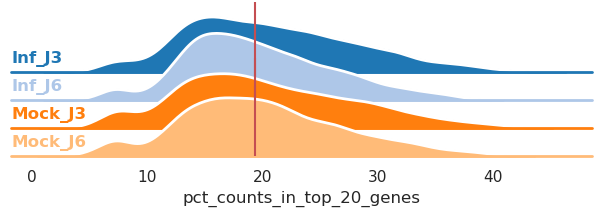 Inf_J3
Inf_J6
Mock_J3
Mock_J6
0 10 20 30 40
pct_counts_in_top_20_genes